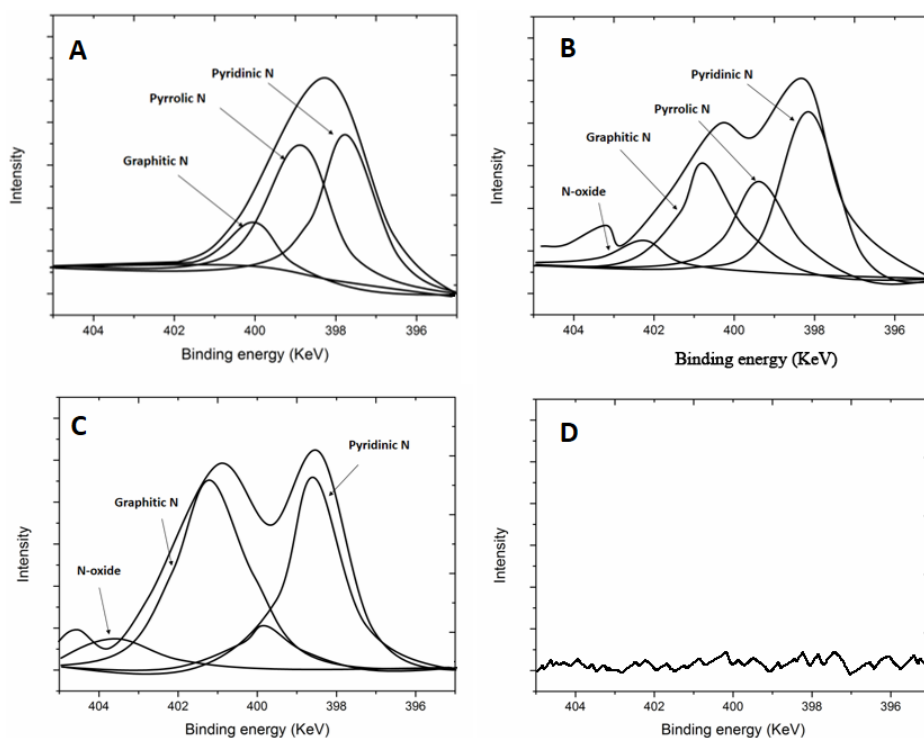 A
Pyridinic N
Pyrrolic N
Graphitic N
Intensity
404 402 400 398 396
Binding energy (KeV)
B
Pyridinic N
Pyrrolic N
Graphitic N
N-oxide
Intensity
404 402 400 398 396
Binding energy (KeV)
C
Pyridinic N
Graphitic N
N-oxide
Intensity
404 402 400 398 396
Binding energy (KeV)
D
Intensity
404 402 400 398 396
Binding energy (KeV)